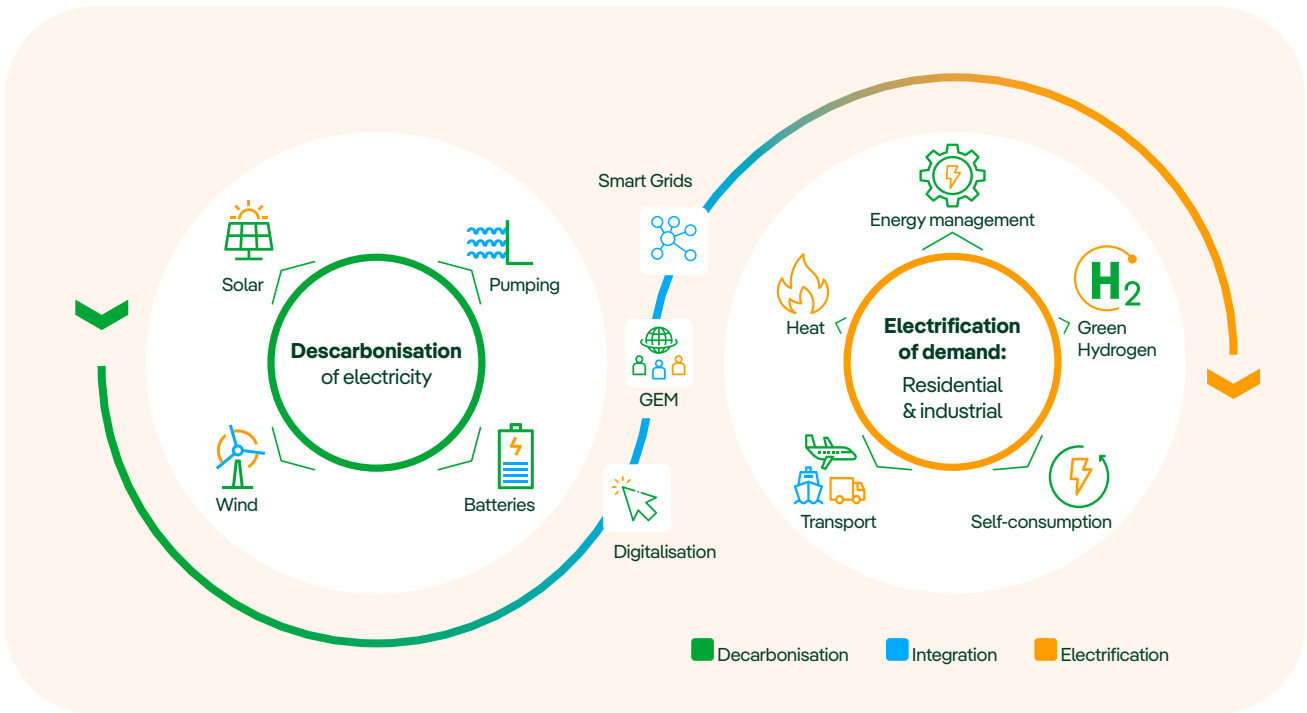 Solar
Pumping
Descarbonisation
of electricity
Wind
Batteries
Smart Grids
GEM
Digitalisation
Energy management
Heat
H2
Green
Hydrogen
Electrification
of demand:
Residential
& industrial
Transport
Self-consumption
Decarbonisation
Integration
Electrification